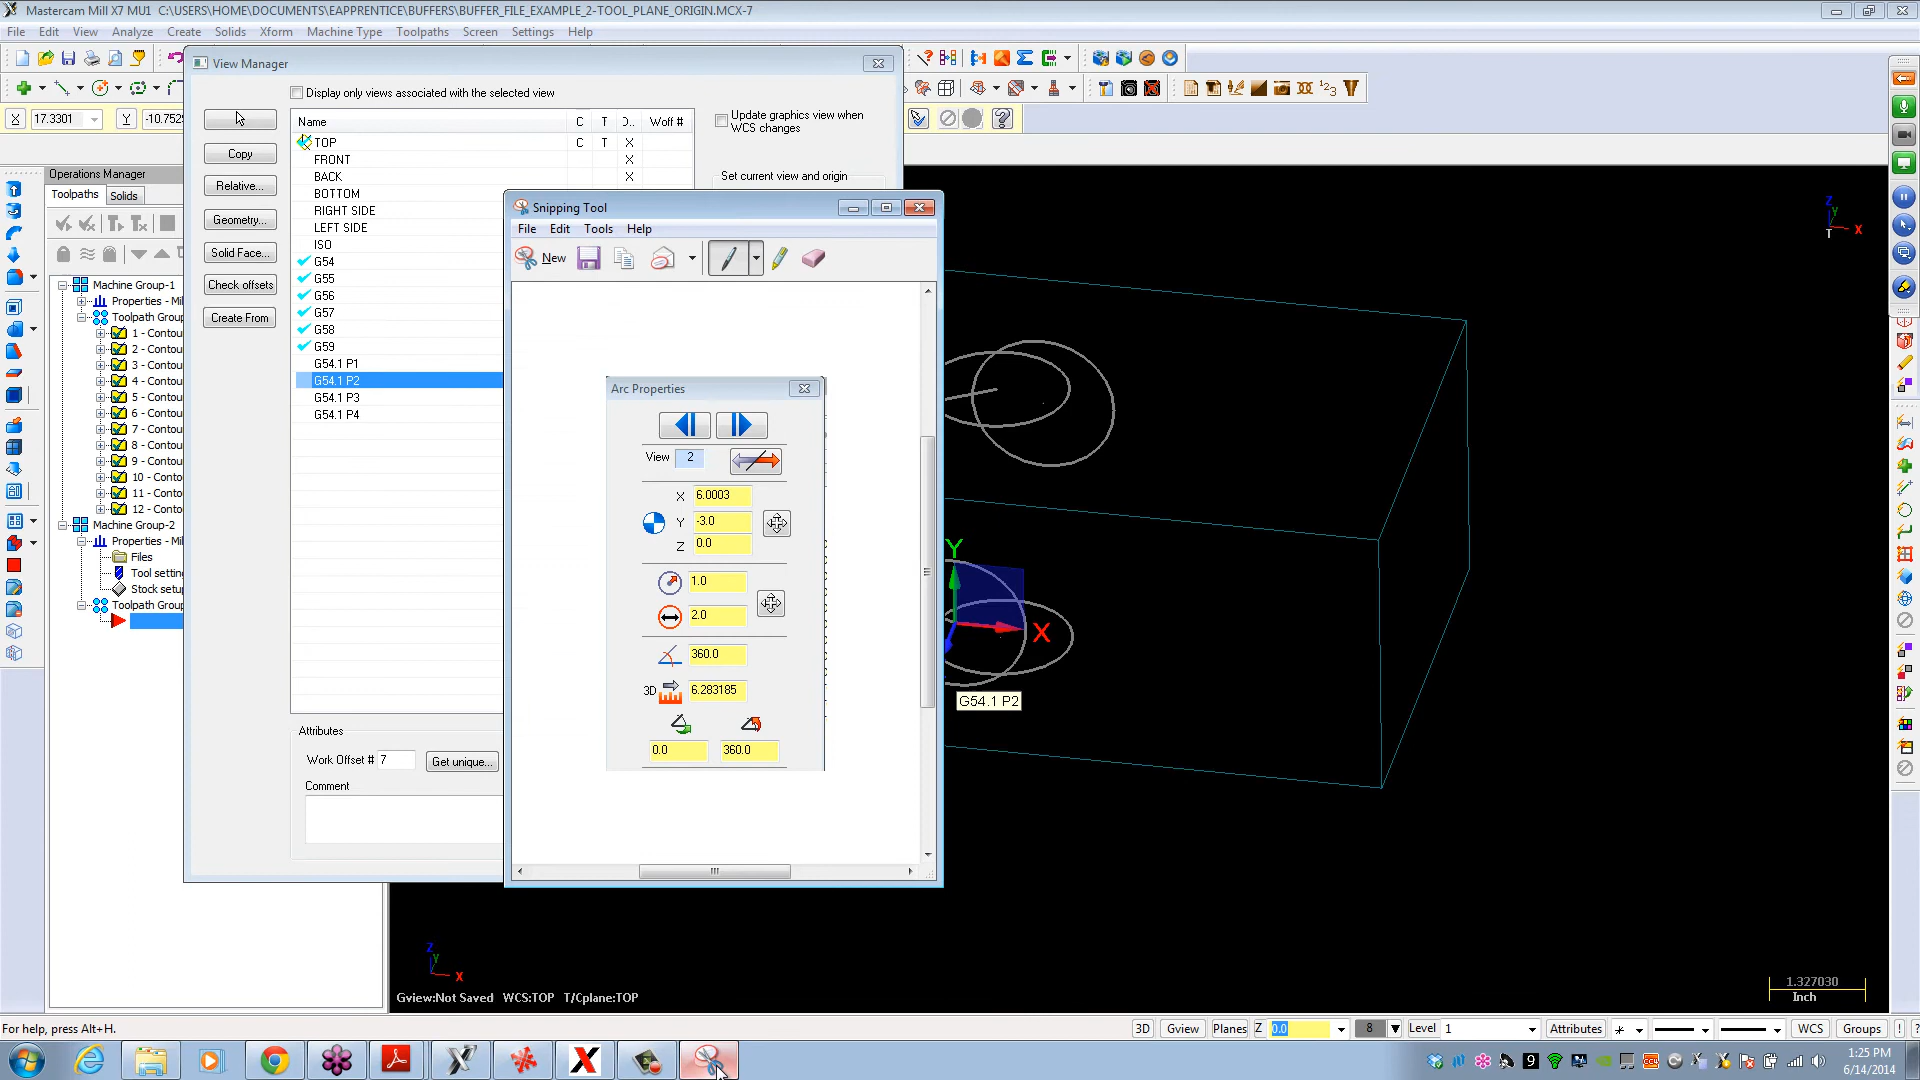 Mastercam Mill X7 MU1 C:\USERS\HOME\DOCUMENTS\EAPPRENTICE\BUFFERS\BUFFER_FILE_EXAMPLE_2-TOOL_PLANE_ORIGIN.MCX-7
File Edit View Analyze Create Solids Xform Machine Type Toolpaths Screen Settings Help
View Manager
Display only views associated with the selected view
X 17.3301 Y -10.752
Name C T D.. Woff #
Update graphics view when
WCS changes
TOP C T X
FRONT X
BACK X
BOTTOM
RIGHT SIDE
LEFT SIDE
ISO
G54
G55
G56
G57
G58
G59
G54.1 P1
G54.1 P2
G54.1 P3
G54.1 P4
Copy
Relative...
Geometry...
Solid Face...
Check offsets
Create From
Set current view and origin
Attributes
Work Offset # 7
Get unique...
Comment
Operations Manager
Toolpaths Solids
Machine Group-1
Properties - Mil
Toolpath Group
1 - Contou
2 - Contou
3 - Contou
4 - Contou
5 - Contou
6 - Contou
7 - Contou
8 - Contou
9 - Contou
10 - Contou
11 - Contou
12 - Contou
Machine Group-2
Properties - Mil
Files
Tool setting
Stock setup
Toolpath Group
Snipping Tool
File Edit Tools Help
New
Arc Properties
View 2
X 6.0003
Y -3.0
Z 0.0
1.0
2.0
360.0
3D 6.283185
0.0 360.0
Z
Y
X
T
Y
X
G54.1 P2
Z
Y
X
Gview:Not Saved WCS:TOP T/Cplane:TOP
1.327030
Inch
For help, press Alt+H.
3D Gview Planes Z 0.0 8 Level 1 Attributes WCS Groups ! ?
1:25 PM
6/14/2014